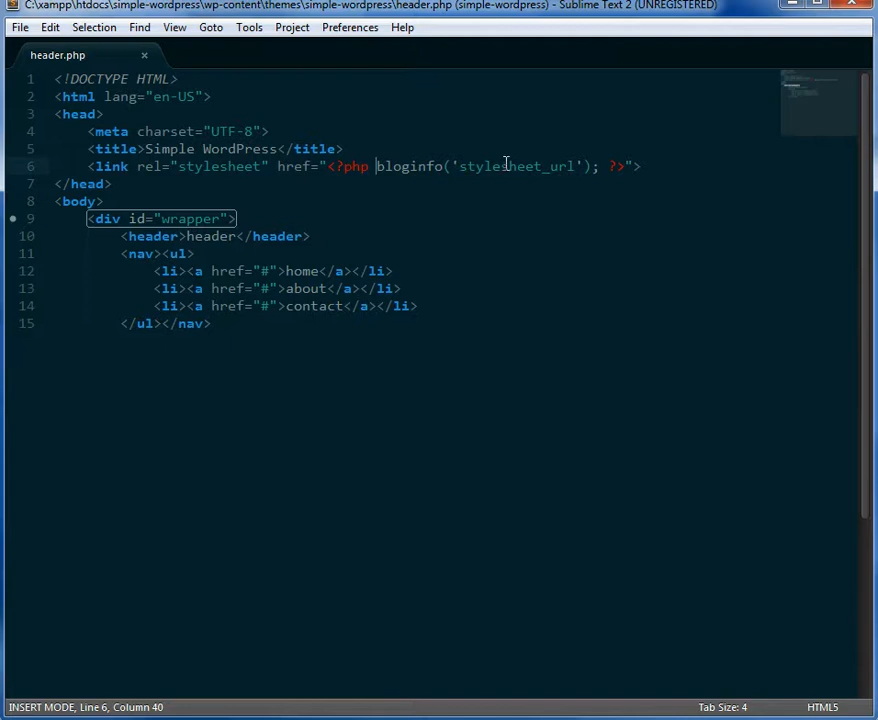 C:\xampp\htdocs\simple-wordpress\wp-content\themes\simple-wordpress\header.php (simple-wordpress) - Sublime Text 2 (UNREGISTERED)
File Edit Selection Find View Goto Tools Project Preferences Help
header.php ×
1 <!DOCTYPE HTML>
2 <html lang="en-US">
3 <head>
4     <meta charset="UTF-8">
5     <title>Simple WordPress</title>
6     <link rel="stylesheet" href="<?php bloginfo('stylesheet_url'); ?>">
7 </head>
8 <body>
9     <div id="wrapper">
10         <header>header</header>
11         <nav><ul>
12             <li><a href="#">home</a></li>
13             <li><a href="#">about</a></li>
14             <li><a href="#">contact</a></li>
15         </ul></nav>
INSERT MODE, Line 6, Column 40 Tab Size: 4 HTML5